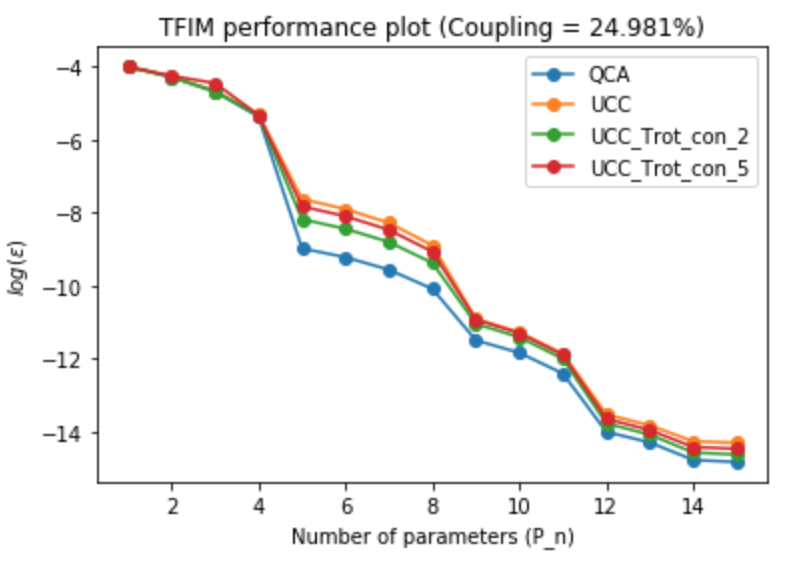 TFIM performance plot (Coupling = 24.981%)
−4
−6
−8
−10
−12
−14
log(ε)
QCA
UCC
UCC_Trot_con_2
UCC_Trot_con_5
2 4 6 8 10 12 14
Number of parameters (P_n)